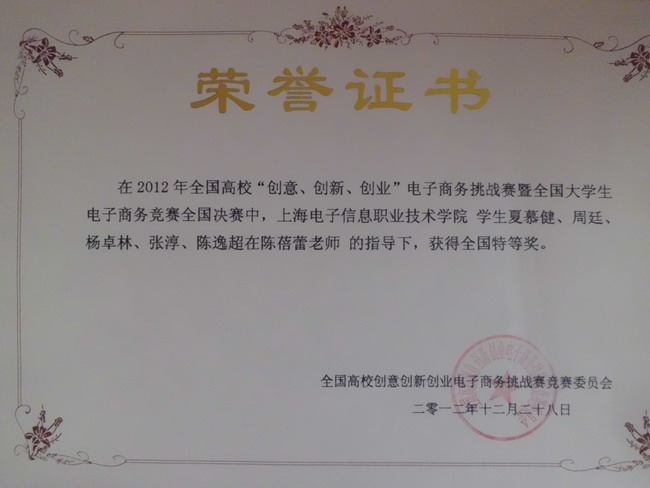 荣誉证书
在2012年全国高校“创意、创新、创业”电子商务挑战赛暨全国大学生
电子商务竞赛全国决赛中，上海电子信息职业技术学院 学生夏慕健、周廷、
杨卓林、张淳、陈逸超在陈蓓蕾老师 的指导下，获得全国特等奖。
全国高校创意创新创业电子商务挑战赛竞赛委员会
二零一二年十二月二十八日